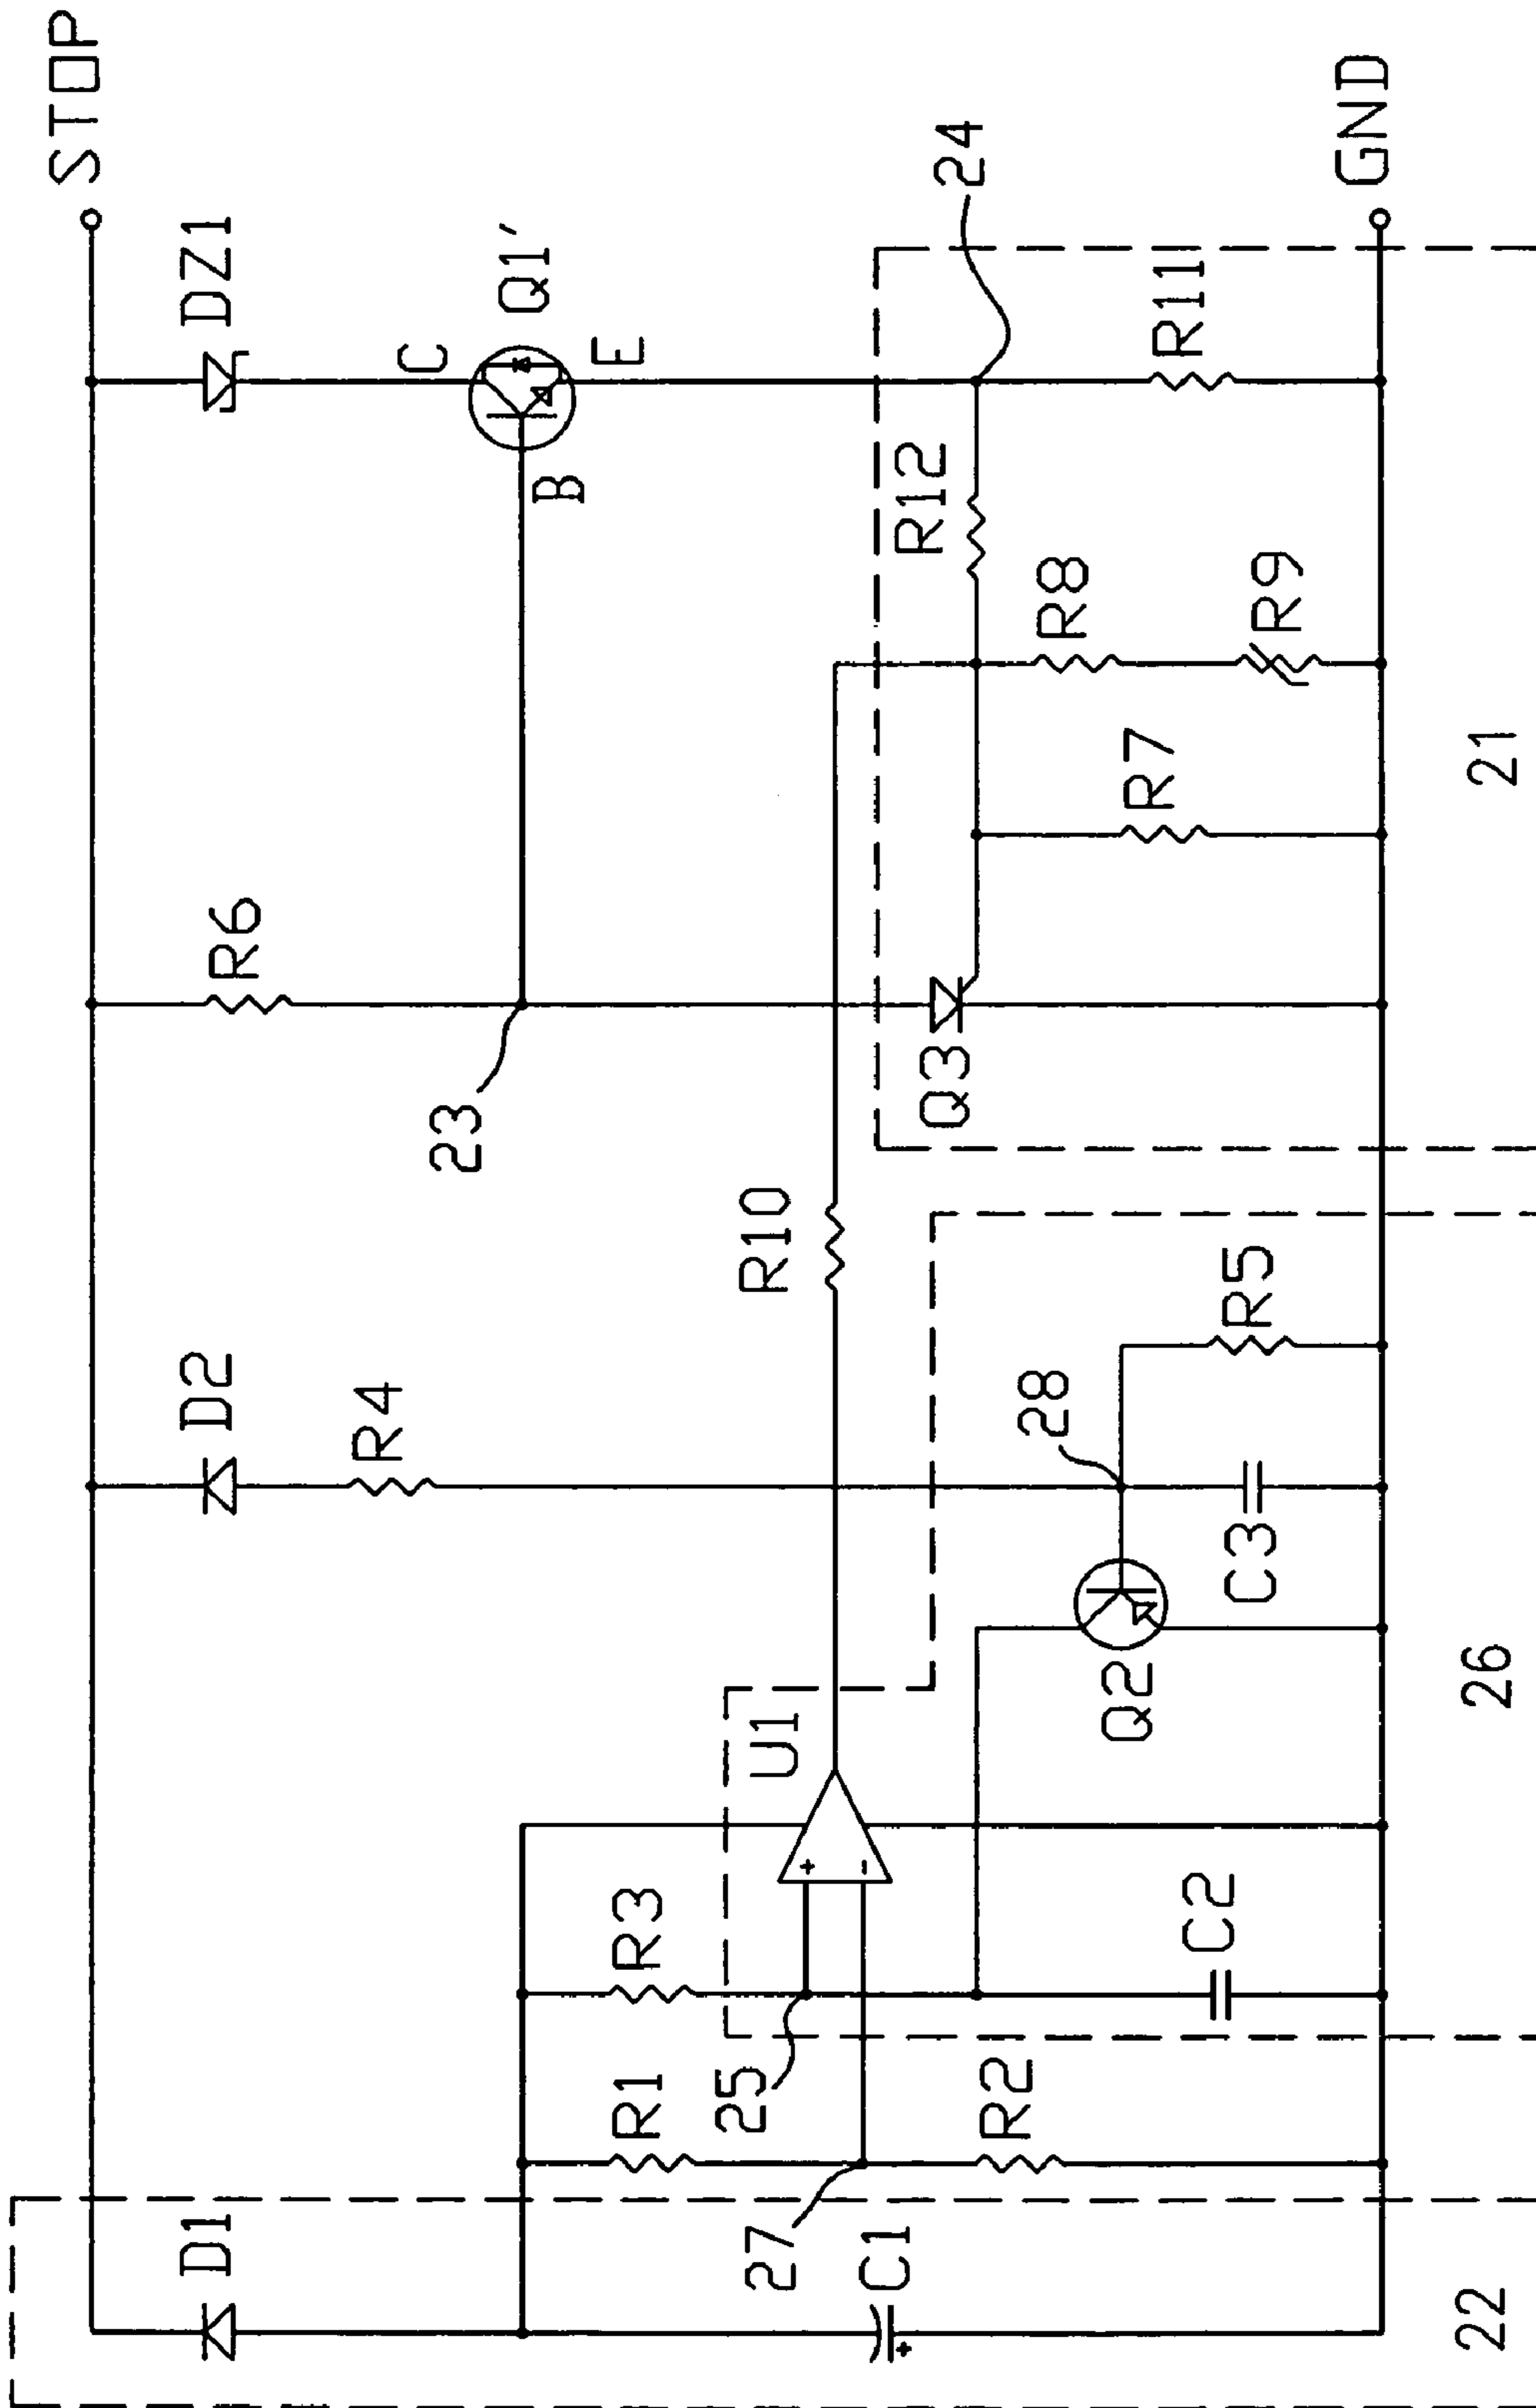 STOP
DZ1
C
Q1'
E
B
24
GND
R11
R12
R8
R9
R7
21
R6
23
Q3
R10
D2
R4
28
R5
C3
Q2
26
U1
+
-
R3
C2
25
R1
R2
27
D1
C1
+
22